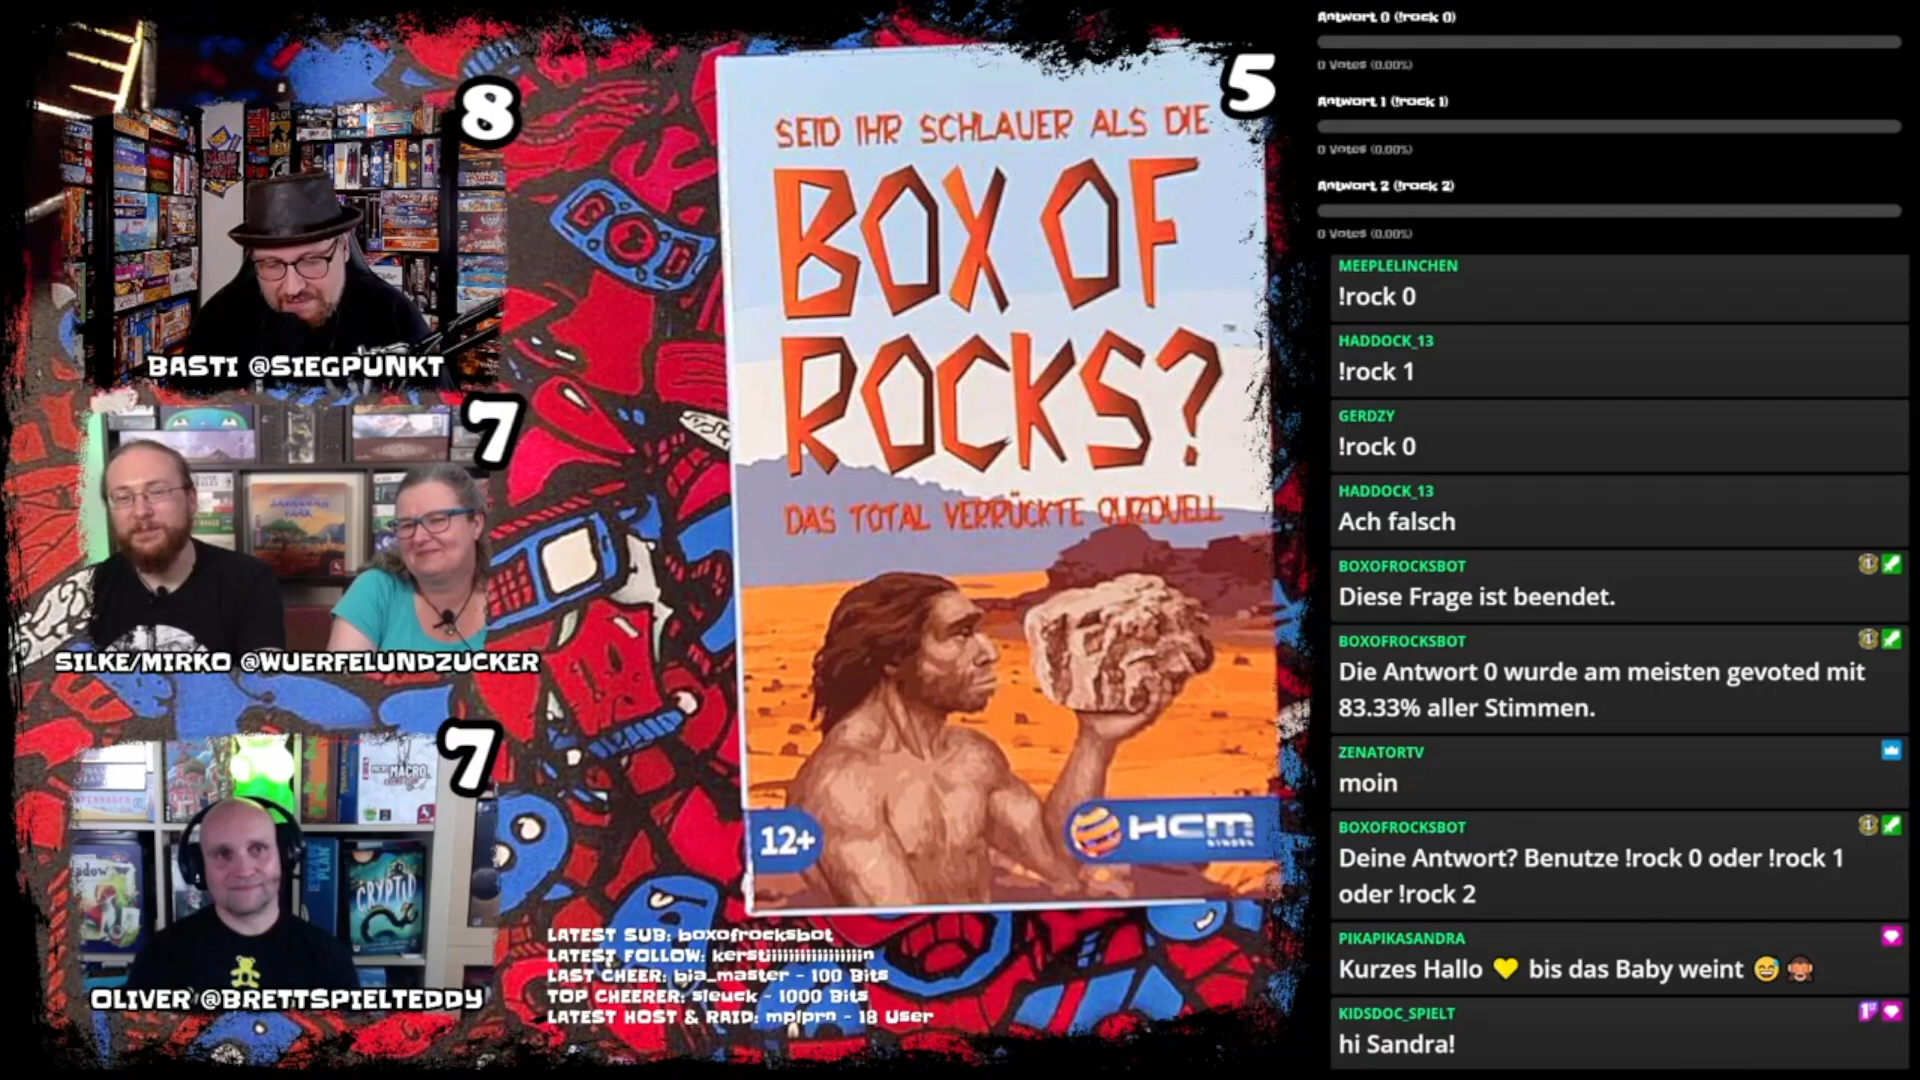 8
BASTI @SIEGPUNKT
7
SILKE/MIRKO @WUERFELUNDZUCKER
7
MACRO
CRYPTID
OLIVER @BRETTSPIELTEDDY
5
SEID IHR SCHLAUER ALS DIE
BOX OF
ROCKS?
DAS TOTAL VERRÜCKTE QUIZDUELL
12+
HCM
KINZEL
LATEST SUB: boxofrocksbot
LATEST FOLLOW: kerstiiiiiiiiiiiiiiiiiin
LAST CHEER: bia_master - 100 Bits
TOP CHEERER: sleuck - 1000 Bits
LATEST HOST & RAID: mplprn - 18 User
Antwort 0 (!rock 0)
0 Votes (0.00%)
Antwort 1 (!rock 1)
0 Votes (0.00%)
Antwort 2 (!rock 2)
0 Votes (0.00%)
MEEPLELINCHEN
!rock 0
HADDOCK_13
!rock 1
GERDZY
!rock 0
HADDOCK_13
Ach falsch
BOXOFROCKSBOT
Diese Frage ist beendet.
BOXOFROCKSBOT
Die Antwort 0 wurde am meisten gevoted mit
83.33% aller Stimmen.
ZENATORTV
moin
BOXOFROCKSBOT
Deine Antwort? Benutze !rock 0 oder !rock 1
oder !rock 2
PIKAPIKASANDRA
Kurzes Hallo 💛 bis das Baby weint 😅 🙊
KIDSDOC_SPIELT
hi Sandra!